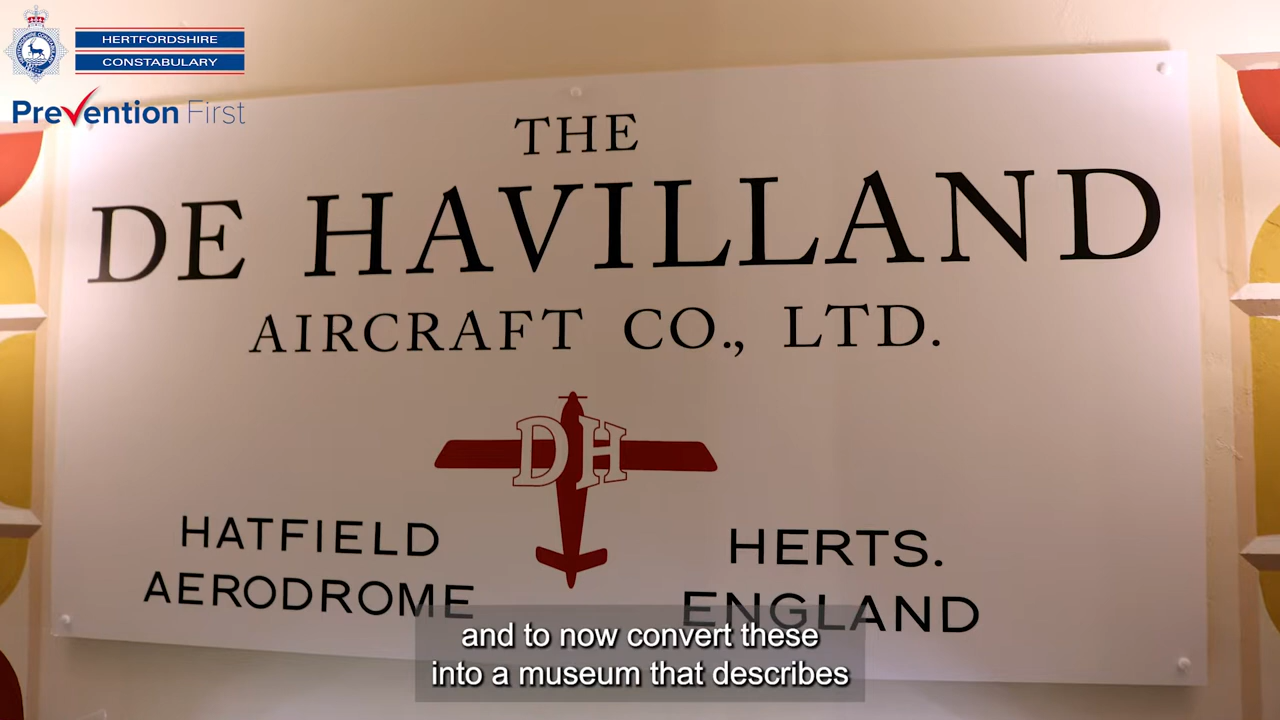 HERTFORDSHIRE
CONSTABULARY
Prevention First
THE
DE HAVILLAND
AIRCRAFT CO., LTD.
DH
HATFIELD
AERODROME
HERTS.
ENGLAND
and to now convert these
into a museum that describes